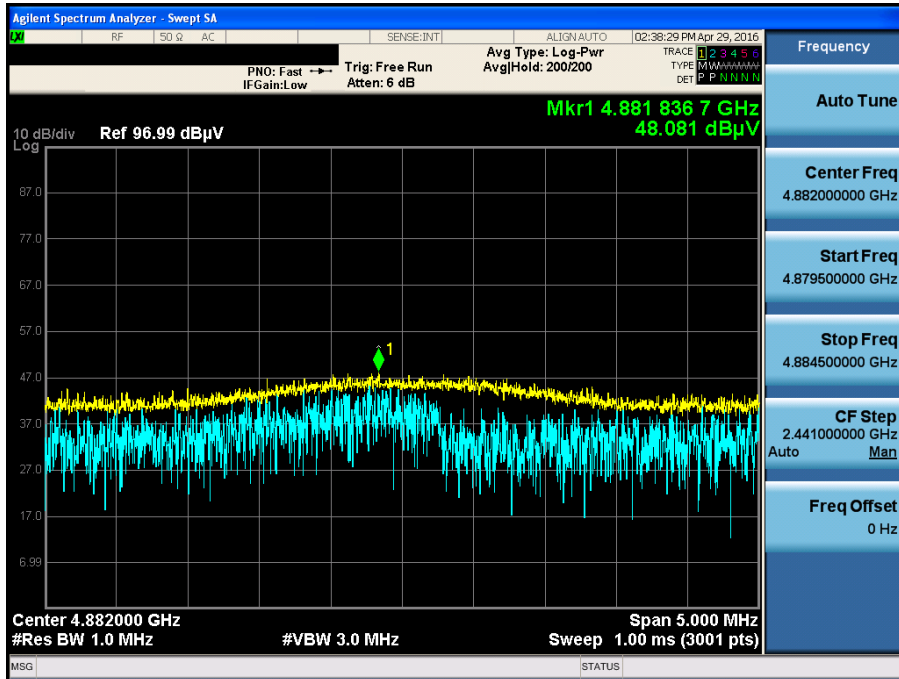 Agilent Spectrum Analyzer - Swept SA
LXI RF 50 Ω AC SENSE:INT ALIGN AUTO 02:38:29 PM Apr 29, 2016
PNO: Fast
IFGain:Low
Trig: Free Run
Atten: 6 dB
Avg Type: Log-Pwr
Avg|Hold: 200/200
TRACE 1 2 3 4 5 6
TYPE M W W W W W
DET P P N N N N
Mkr1 4.881 836 7 GHz
48.081 dBµV
10 dB/div Ref 96.99 dBµV
Log
87.0
77.0
67.0
57.0
47.0
37.0
27.0
17.0
6.99
1
Center 4.882000 GHz Span 5.000 MHz
#Res BW 1.0 MHz #VBW 3.0 MHz Sweep 1.00 ms (3001 pts)
MSG STATUS
Frequency
Auto Tune
Center Freq
4.882000000 GHz
Start Freq
4.879500000 GHz
Stop Freq
4.884500000 GHz
CF Step
2.441000000 GHz
Auto Man
Freq Offset
0 Hz